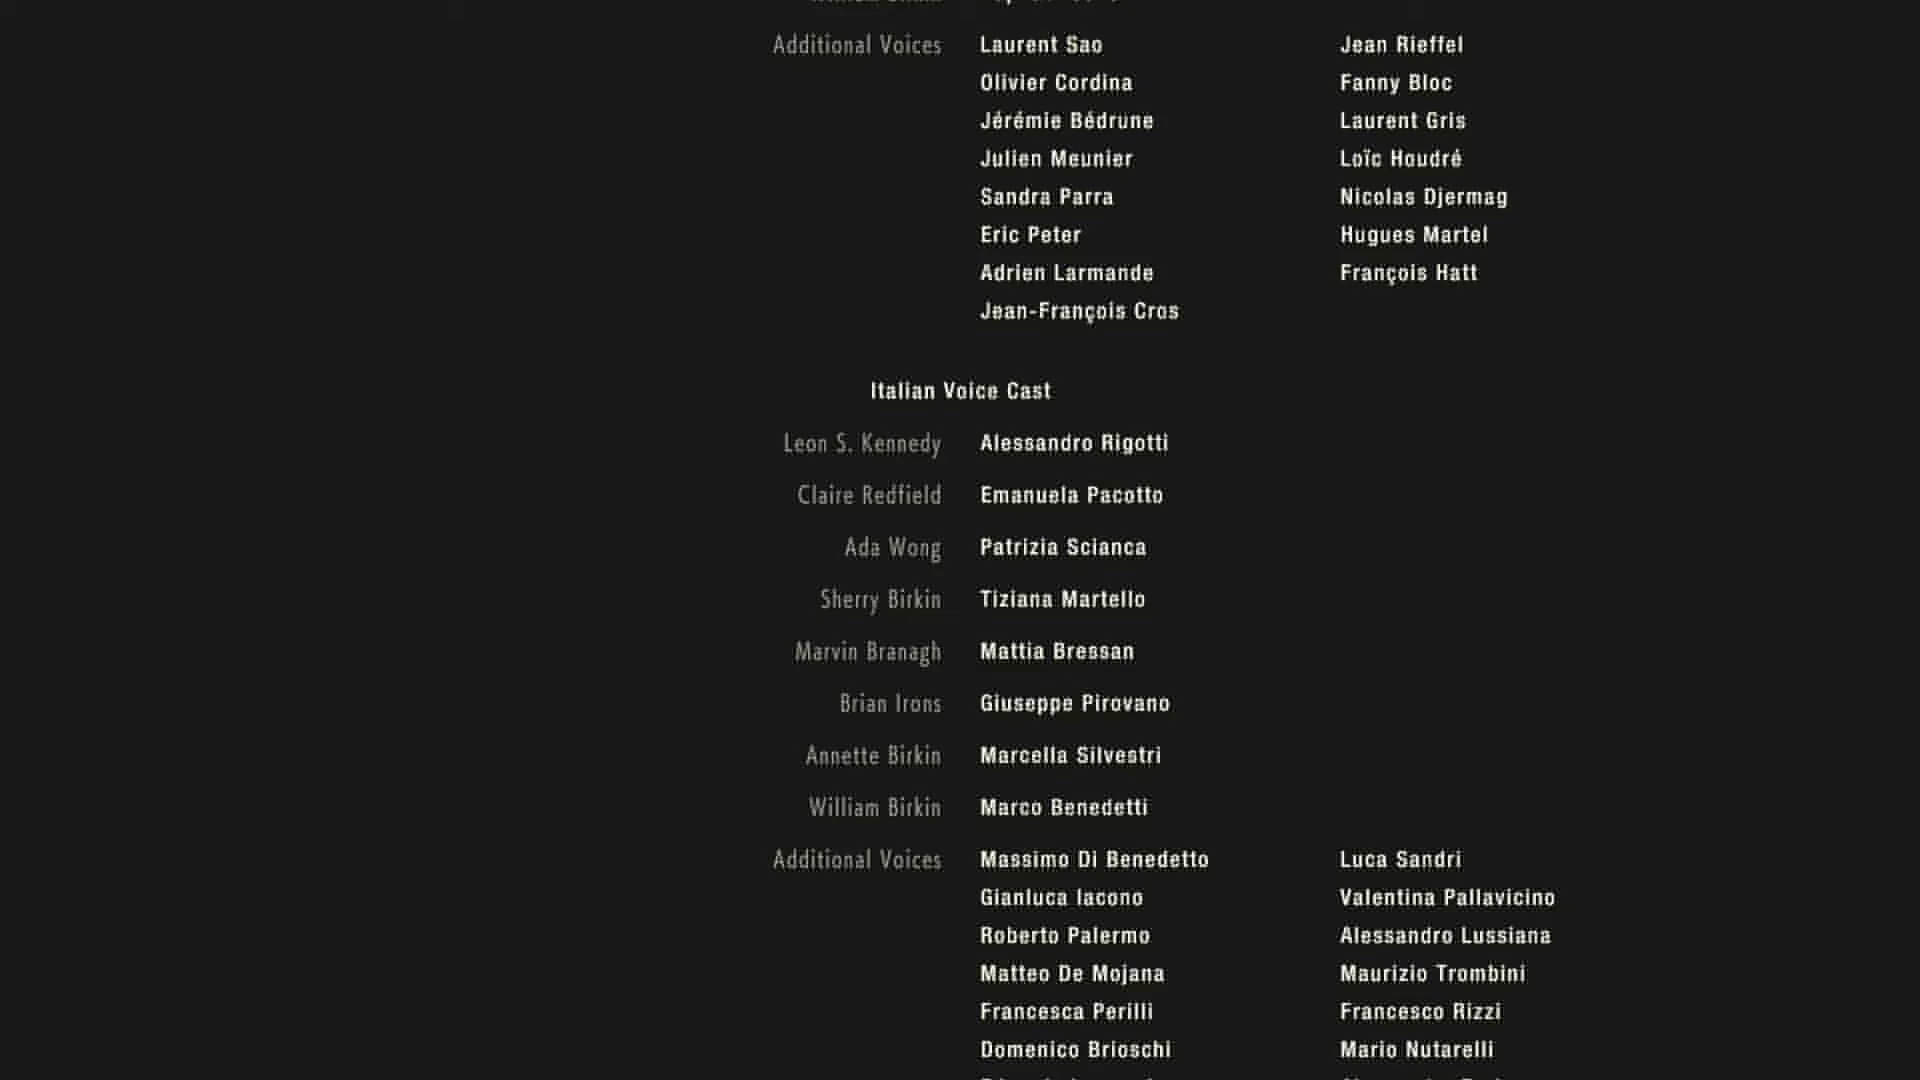 Additional Voices Laurent Sao Jean Rieffel
Olivier Cordina Fanny Bloc
Jérémie Bédrune Laurent Gris
Julien Meunier Loïc Houdré
Sandra Parra Nicolas Djermag
Eric Peter Hugues Martel
Adrien Larmande François Hatt
Jean-François Cros
Italian Voice Cast
Leon S. Kennedy Alessandro Rigotti
Claire Redfield Emanuela Pacotto
Ada Wong Patrizia Scianca
Sherry Birkin Tiziana Martello
Marvin Branagh Mattia Bressan
Brian Irons Giuseppe Pirovano
Annette Birkin Marcella Silvestri
William Birkin Marco Benedetti
Additional Voices Massimo Di Benedetto Luca Sandri
Gianluca Iacono Valentina Pallavicino
Roberto Palermo Alessandro Lussiana
Matteo De Mojana Maurizio Trombini
Francesca Perilli Francesco Rizzi
Domenico Brioschi Mario Nutarelli